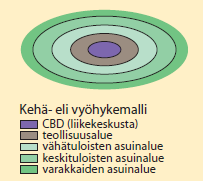 Kehä- eli vyöhykemalli
CBD (liikekeskusta)
teollisuusalue
vähätuloisten asuinalue
keskituloisten asuinalue
varakkaiden asuinalue